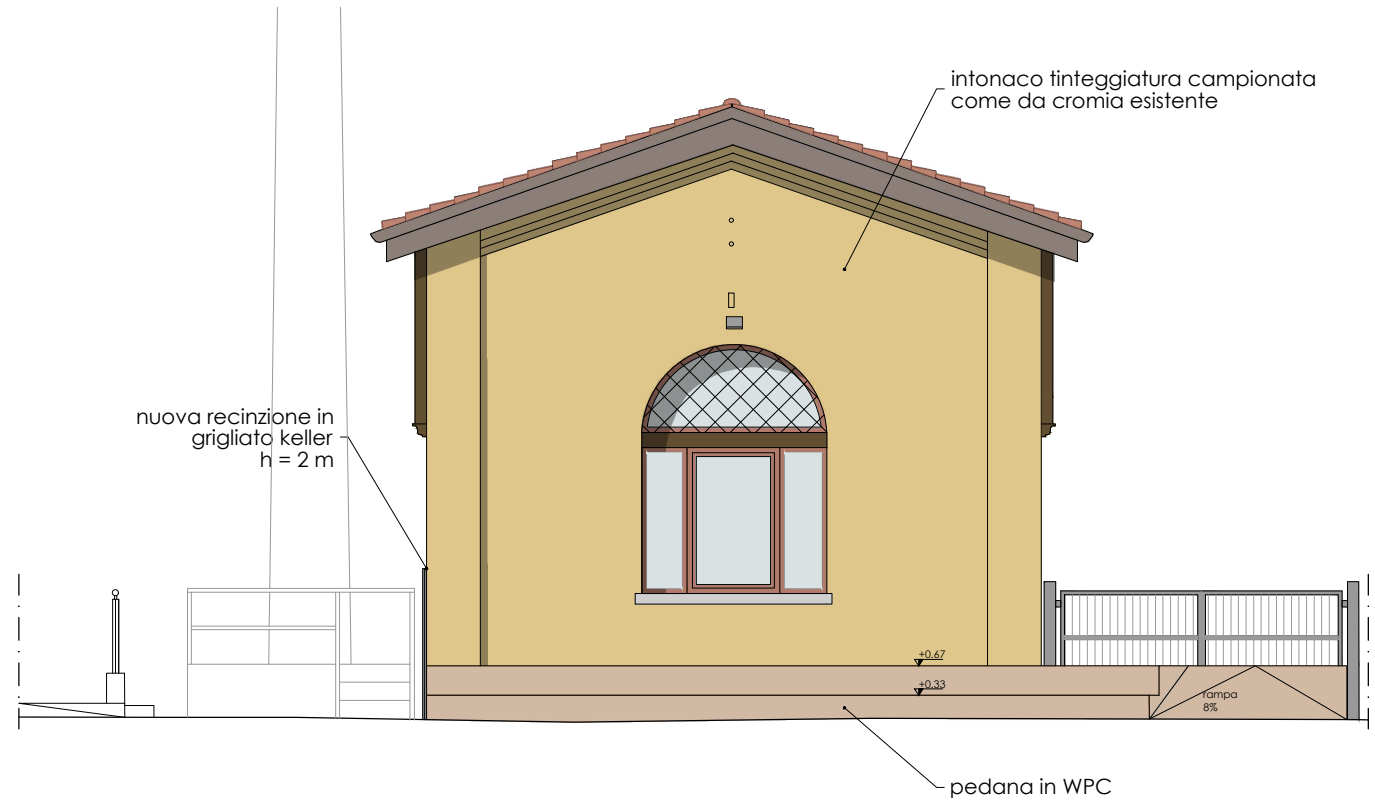 intonaco tinteggiatura campionata
come da cromia esistente
nuova recinzione in
grigliato keller
h = 2 m
+0.67
+0.33
rampa
8%
pedana in WPC